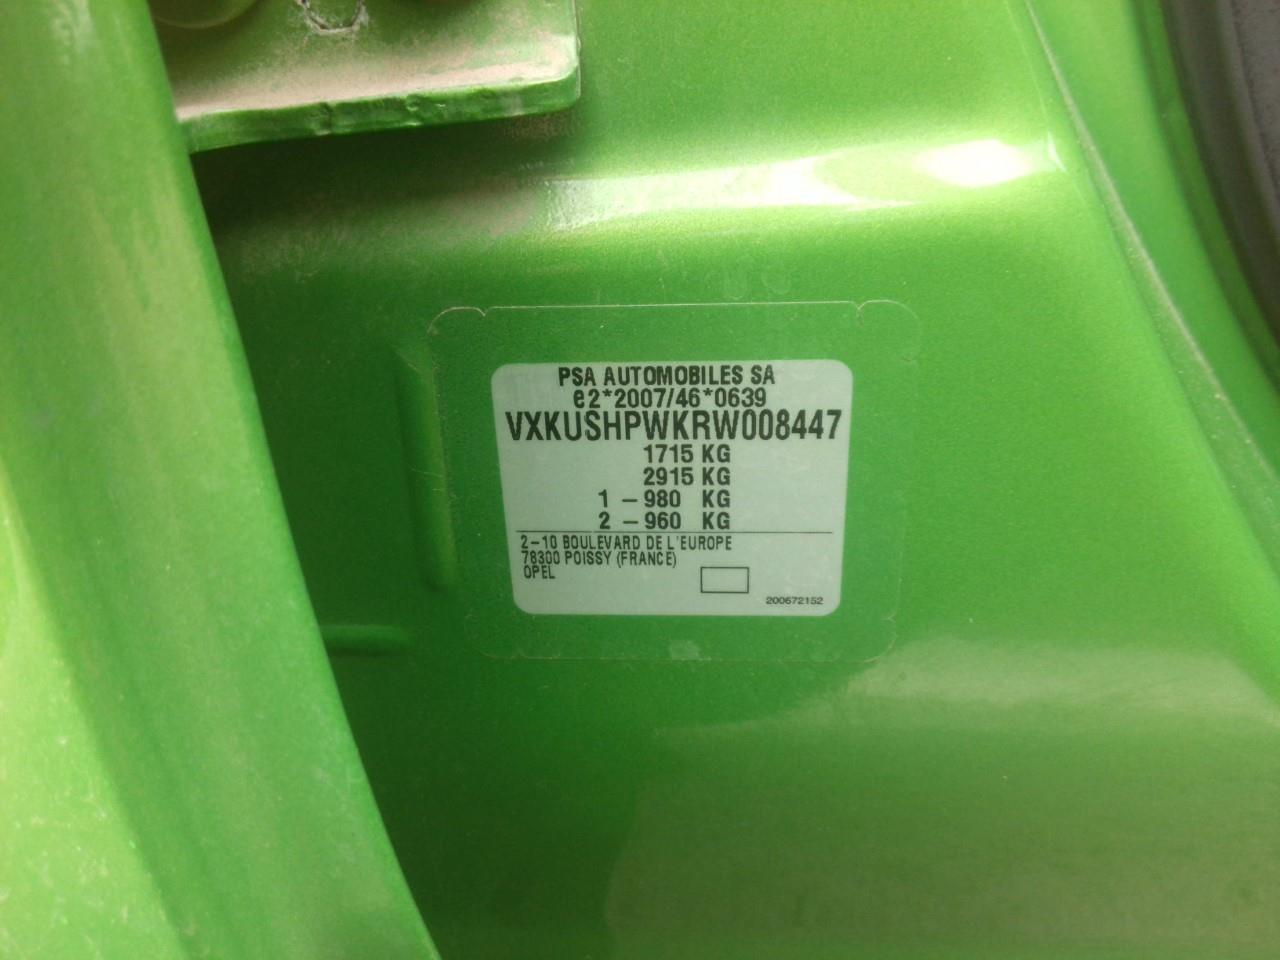 PSA AUTOMOBILES SA
e2*2007/46*0639
VXKUSHPWKRW008447
1715 KG
2915 KG
1 - 980 KG
2 - 960 KG
2-10 BOULEVARD DE L'EUROPE
78300 POISSY (FRANCE)
OPEL
200672152